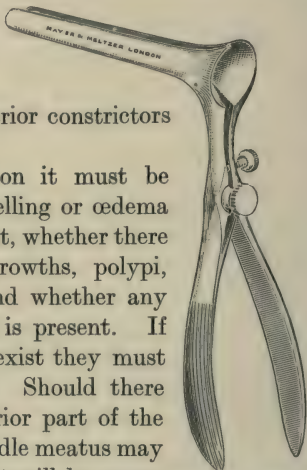 MAYER & MELTZER LONDON
rior constrictors
on it must be
elling or œdema
t, whether there
rowths, polypi,
nd whether any
is present. If
exist they must
Should there
rior part of the
dle meatus may